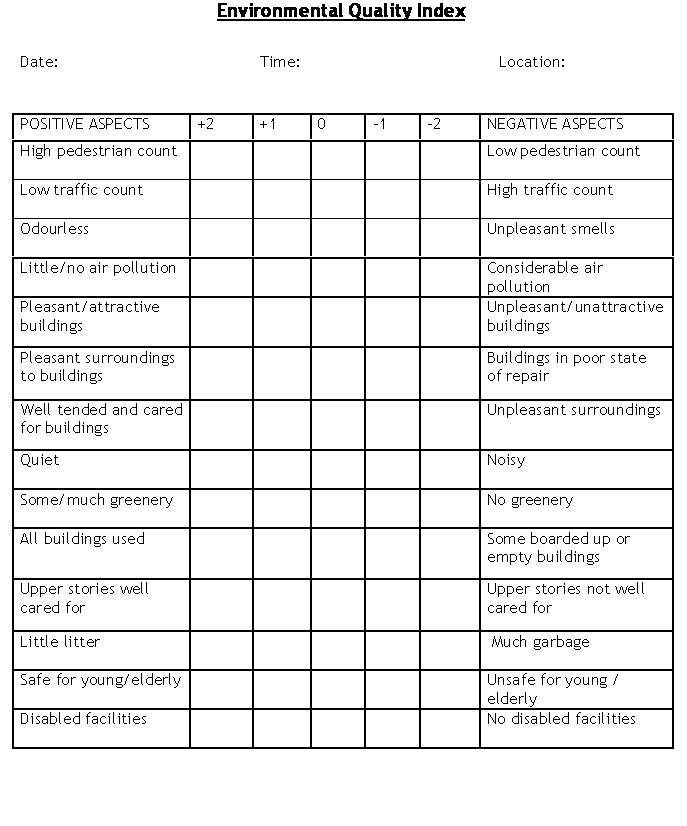 Environmental Quality Index
Date: Time: Location:
POSITIVE ASPECTS +2 +1 0 -1 -2 NEGATIVE ASPECTS
High pedestrian count Low pedestrian count
Low traffic count High traffic count
Odourless Unpleasant smells
Little/no air pollution Considerable air
pollution
Pleasant/attractive Unpleasant/unattractive
buildings buildings
Pleasant surroundings Buildings in poor state
to buildings of repair
Well tended and cared Unpleasant surroundings
for buildings
Quiet Noisy
Some/much greenery No greenery
All buildings used Some boarded up or
empty buildings
Upper stories well Upper stories not well
cared for cared for
Little litter Much garbage
Safe for young/elderly Unsafe for young /
elderly
Disabled facilities No disabled facilities